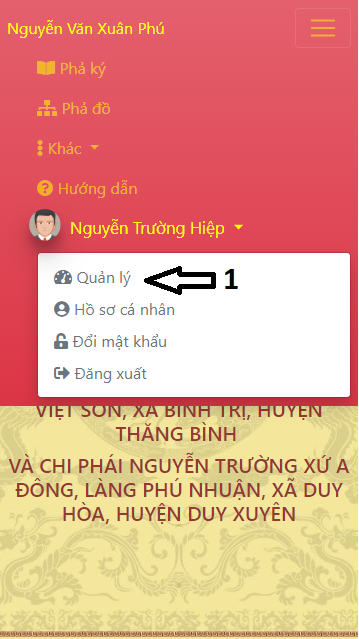 Nguyễn Văn Xuân Phú
Phả ký
Phả đồ
Khác
Hướng dẫn
Nguyễn Trường Hiệp
Quản lý 1
Hồ sơ cá nhân
Đổi mật khẩu
Đăng xuất
VIỆT SƠN, XÃ BÌNH TRỊ, HUYỆN
THĂNG BÌNH
VÀ CHI PHÁI NGUYỄN TRƯỜNG XỨ A
ĐÔNG, LÀNG PHÚ NHUẬN, XÃ DUY
HÒA, HUYỆN DUY XUYÊN